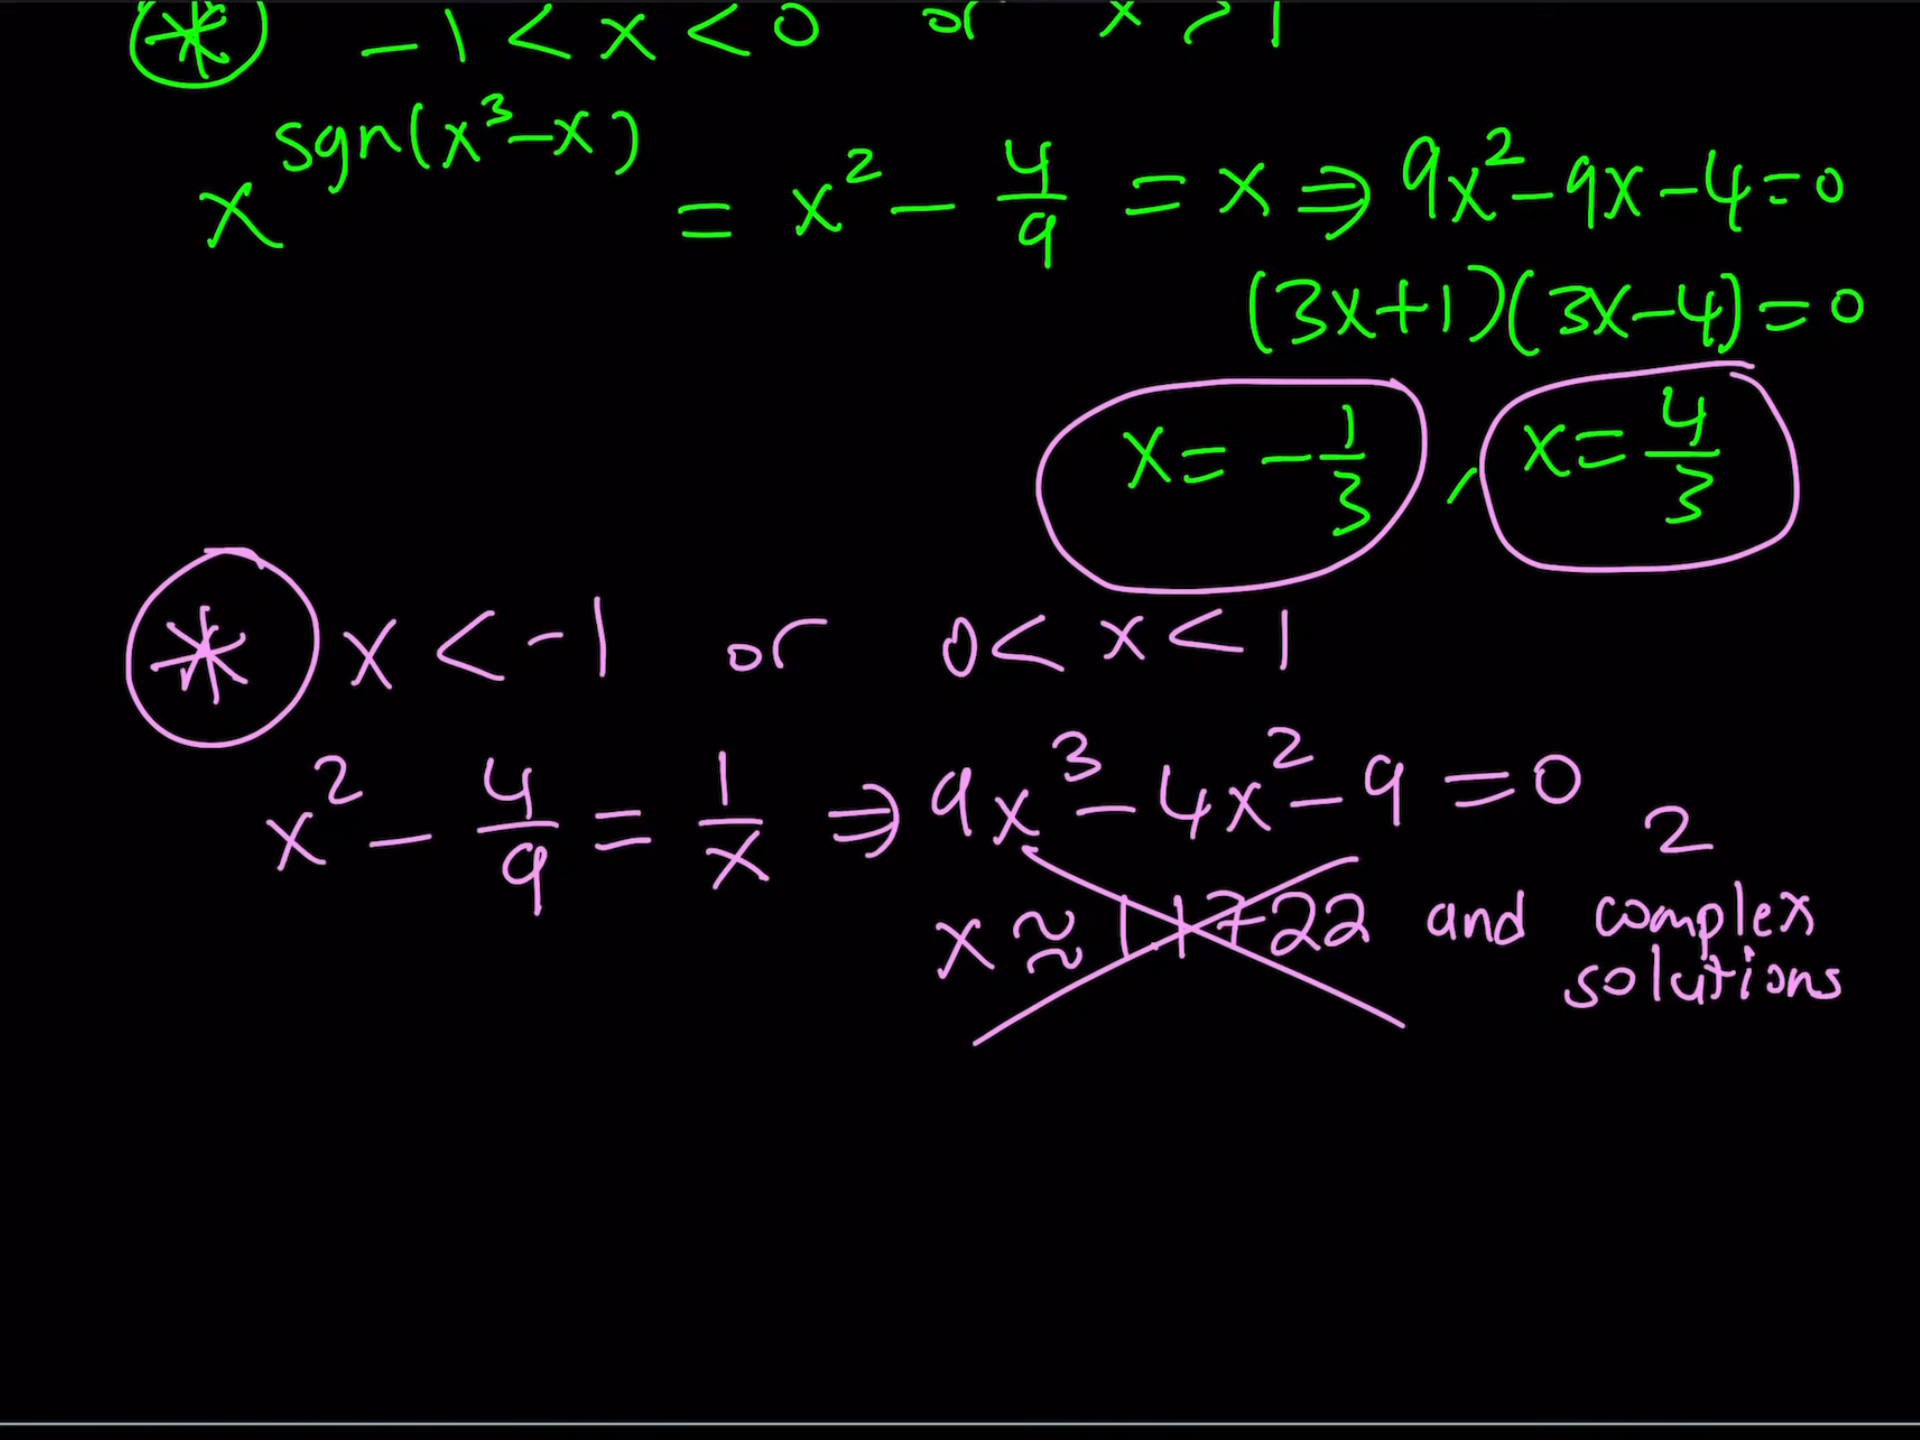 * -1 < x < 0 or x > 1
x^sgn(x³-x) = x² - 4/9 = x ⇒ 9x² - 9x - 4 = 0
(3x+1)(3x-4) = 0
x = -1/3 , x = 4/3
* x < -1 or 0 < x < 1
x² - 4/9 = 1/x ⇒ 9x³ - 4x² - 9 = 0
x ≈ 1.1722 and 2 complex
solutions